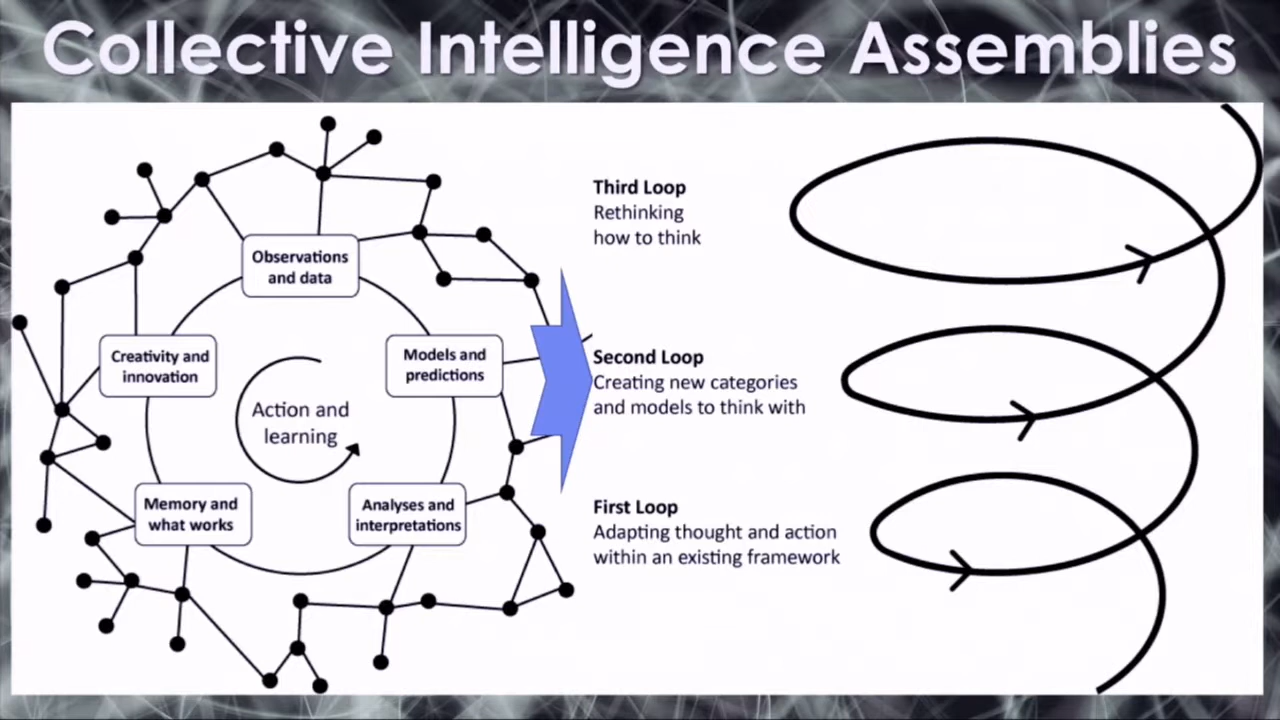 Collective Intelligence Assemblies
Observations
and data
Creativity and
innovation
Models and
predictions
Action and
learning
Memory and
what works
Analyses and
interpretations
Third Loop
Rethinking
how to think
Second Loop
Creating new categories
and models to think with
First Loop
Adapting thought and action
within an existing framework